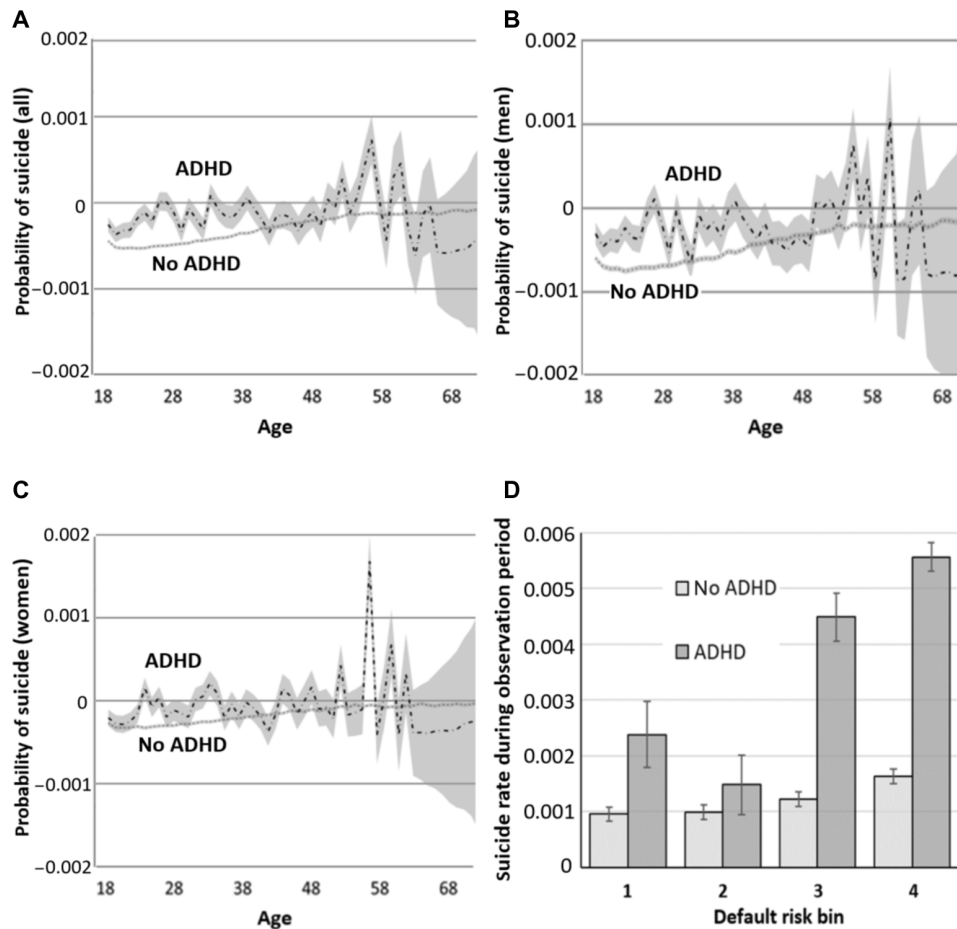 A
Probability of suicide (all)
0.002
0.001
0
−0.001
−0.002
ADHD
No ADHD
18 28 38 48 58 68
Age
B
Probability of suicide (men)
0.002
0.001
0
−0.001
−0.002
ADHD
No ADHD
18 28 38 48 58 68
Age
C
Probability of suicide (women)
0.002
0.001
0
−0.001
−0.002
ADHD
No ADHD
18 28 38 48 58 68
Age
D
Suicide rate during observation period
0.006
0.005
0.004
0.003
0.002
0.001
0
No ADHD
ADHD
1 2 3 4
Default risk bin